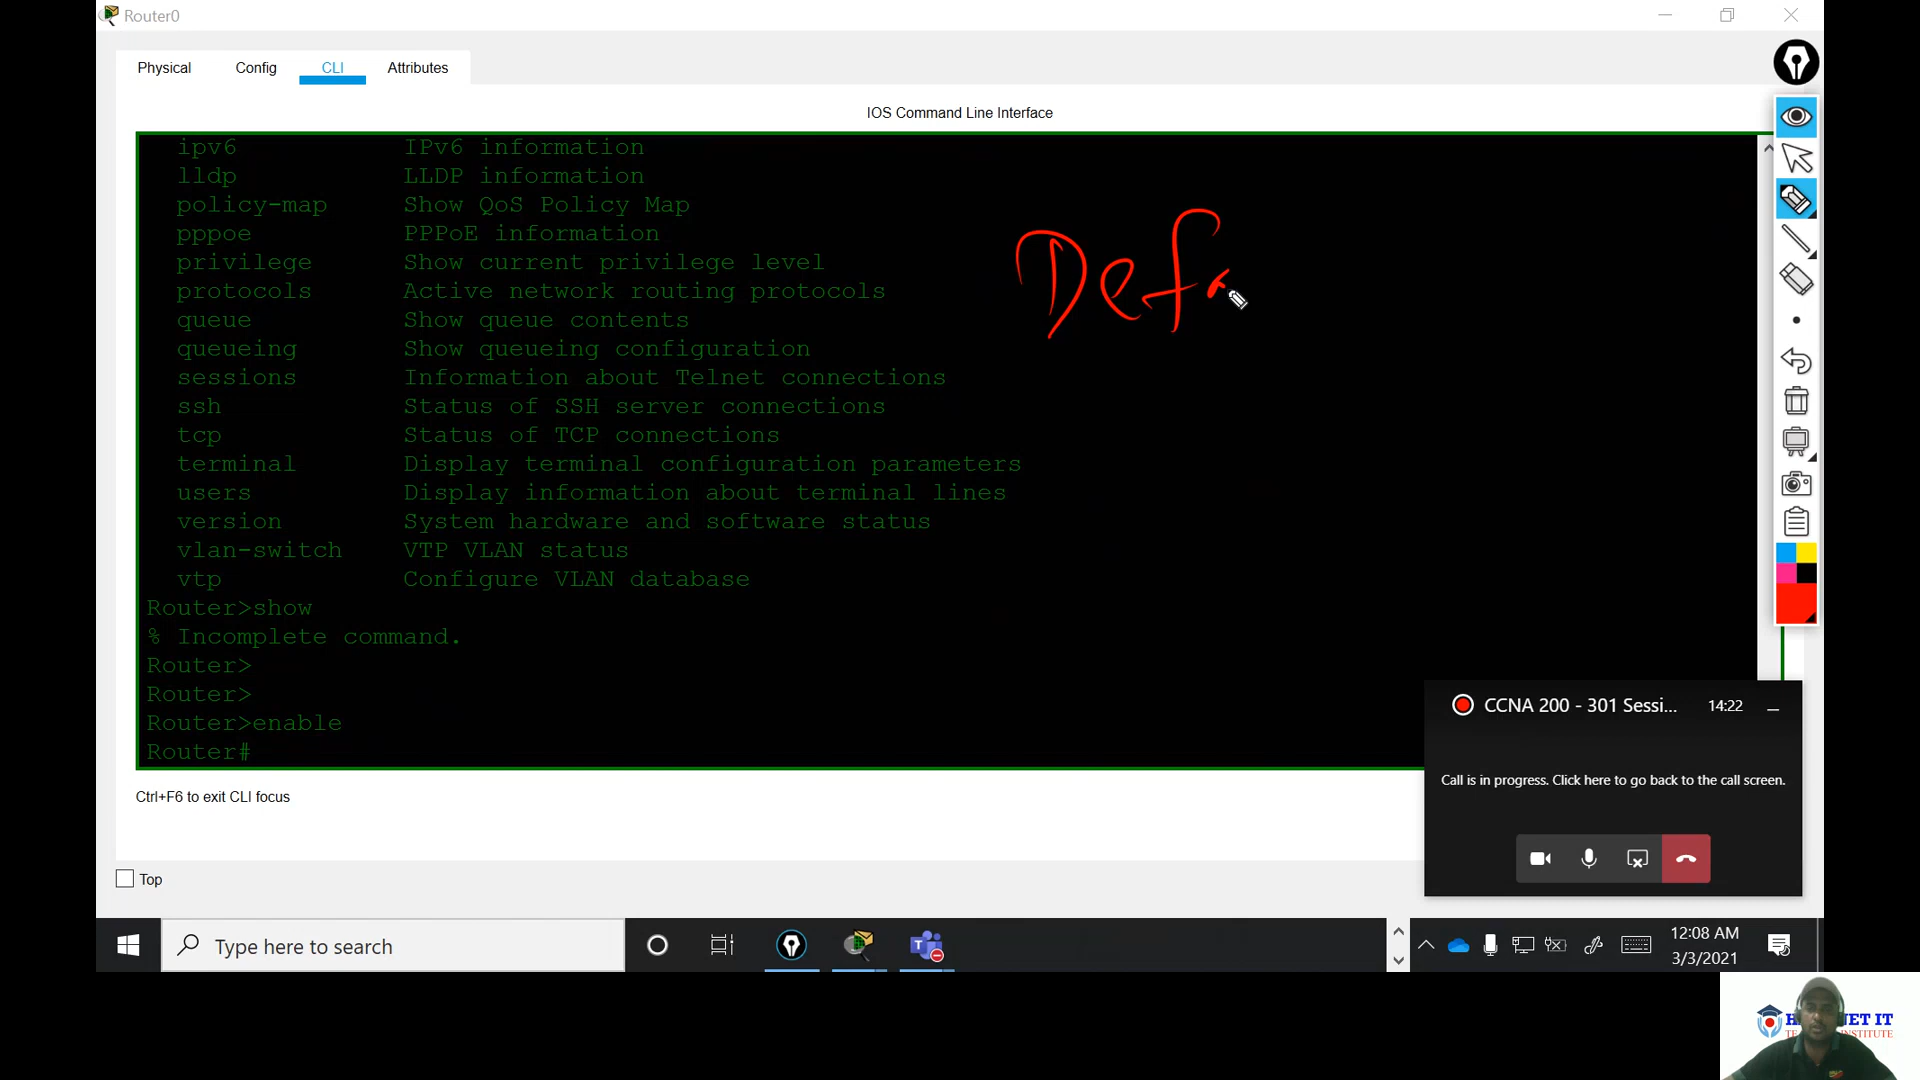 Router0
Physical Config CLI Attributes
IOS Command Line Interface
ipv6 IPv6 information
lldp LLDP information
policy-map Show QoS Policy Map
pppoe PPPoE information
privilege Show current privilege level
protocols Active network routing protocols
queue Show queue contents
queueing Show queueing configuration
sessions Information about Telnet connections
ssh Status of SSH server connections
tcp Status of TCP connections
terminal Display terminal configuration parameters
users Display information about terminal lines
version System hardware and software status
vlan-switch VTP VLAN status
vtp Configure VLAN database
Router>show
% Incomplete command.
Router>
Router>
Router>enable
Router#
Def
Ctrl+F6 to exit CLI focus
Top
CCNA 200 - 301 Sessi... 14:22
Call is in progress. Click here to go back to the call screen.
Type here to search
12:08 AM
3/3/2021
IT